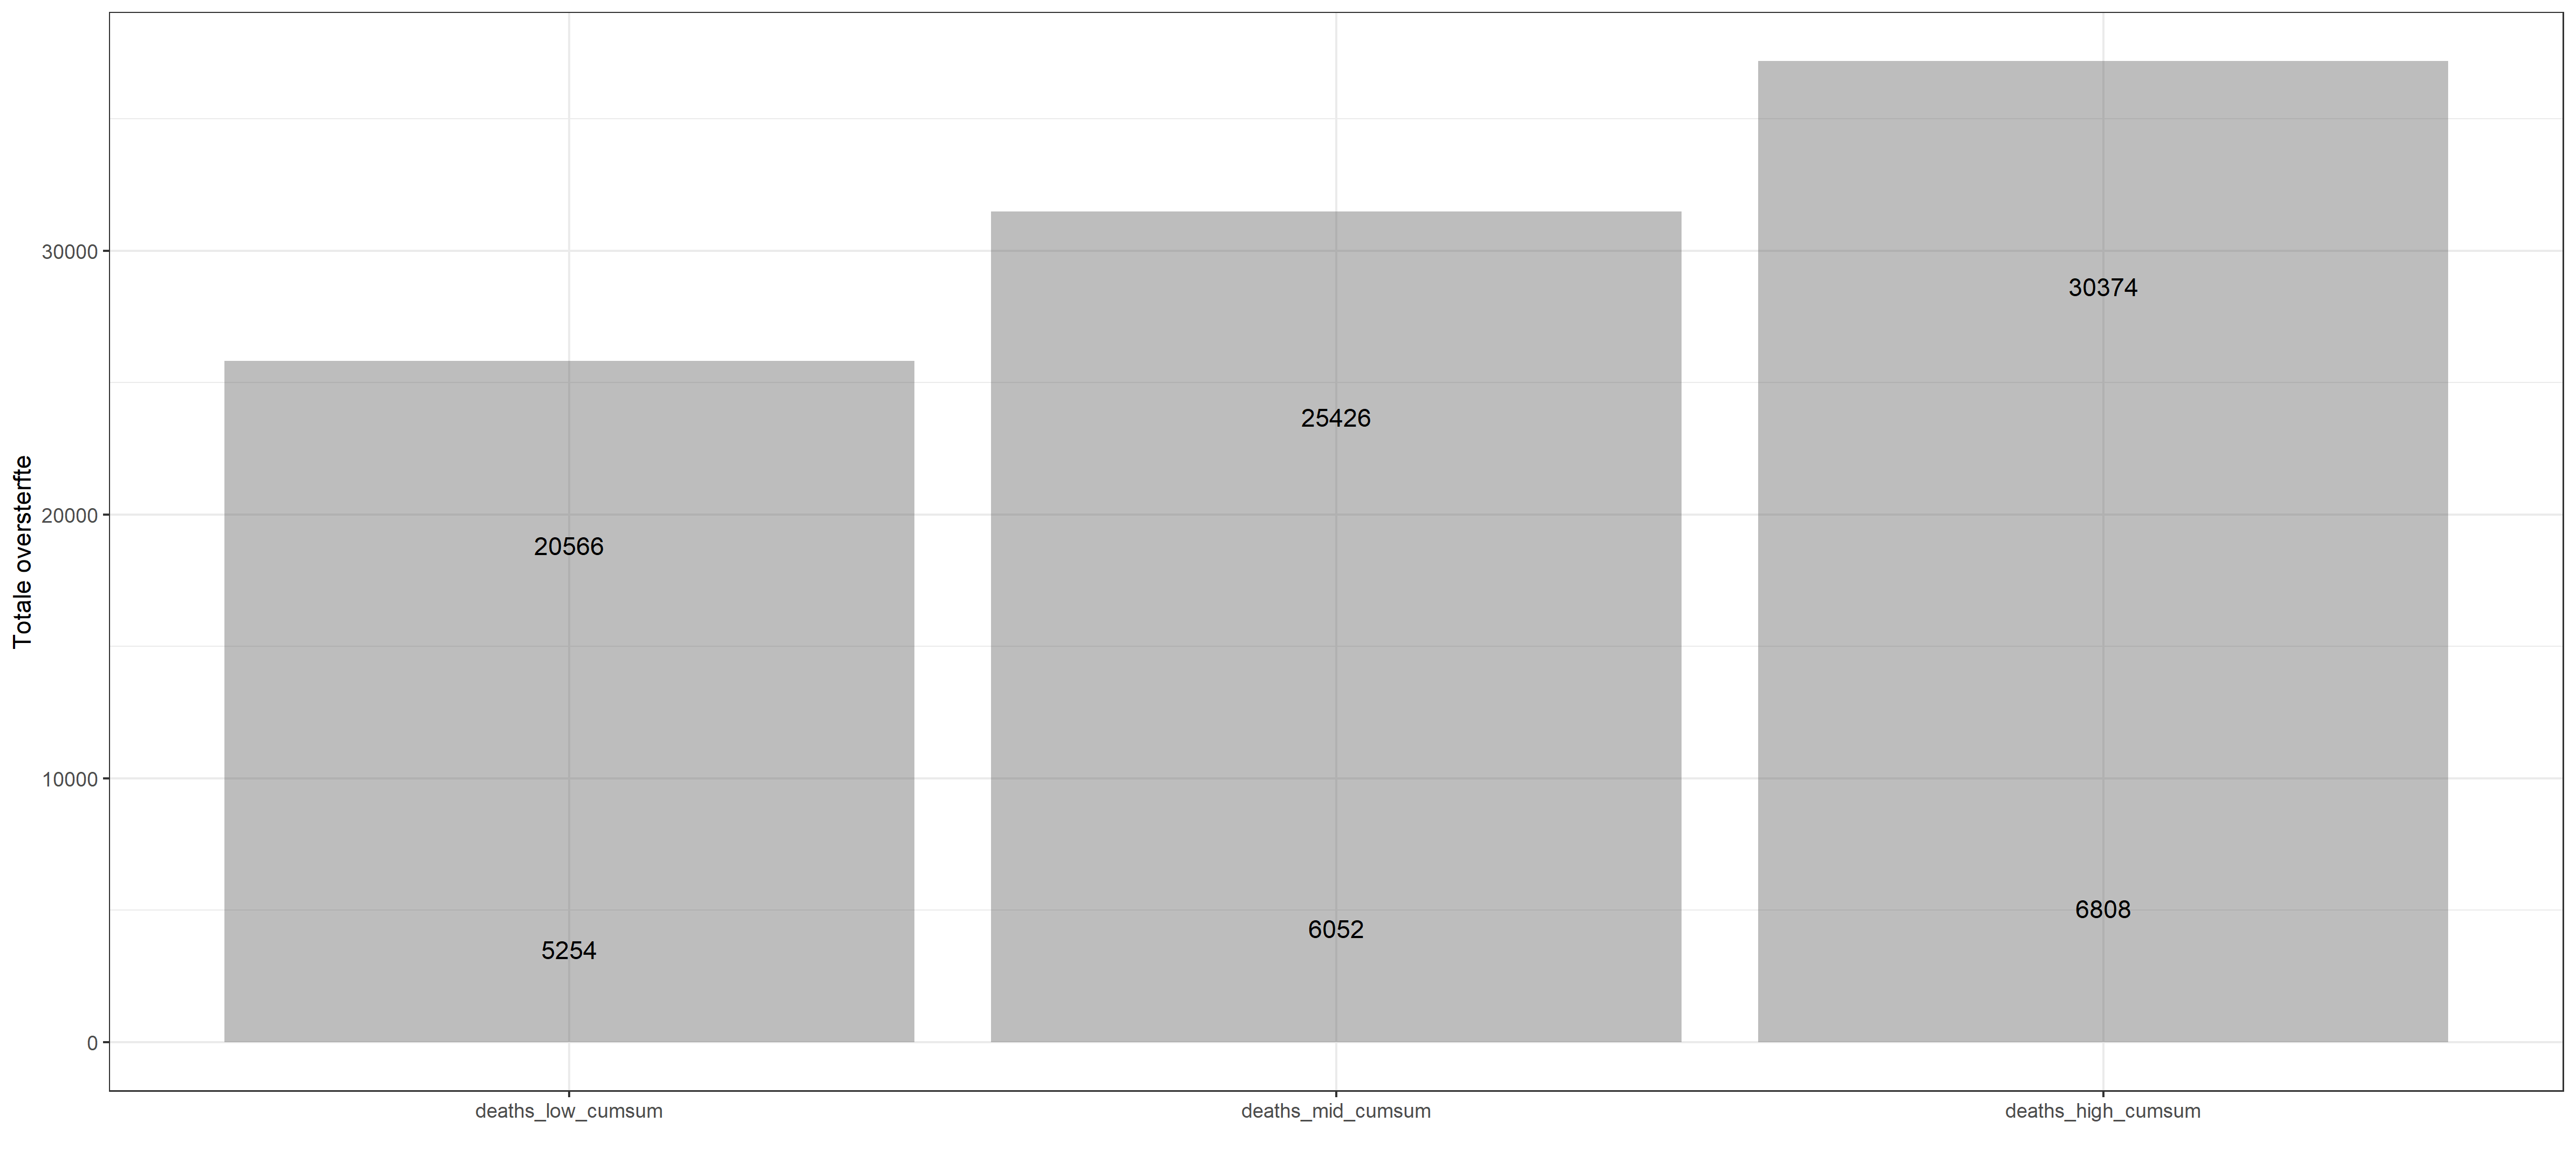 Totale oversterfte
30000
20000
10000
0
20566
5254
25426
6052
30374
6808
deaths_low_cumsum
deaths_mid_cumsum
deaths_high_cumsum